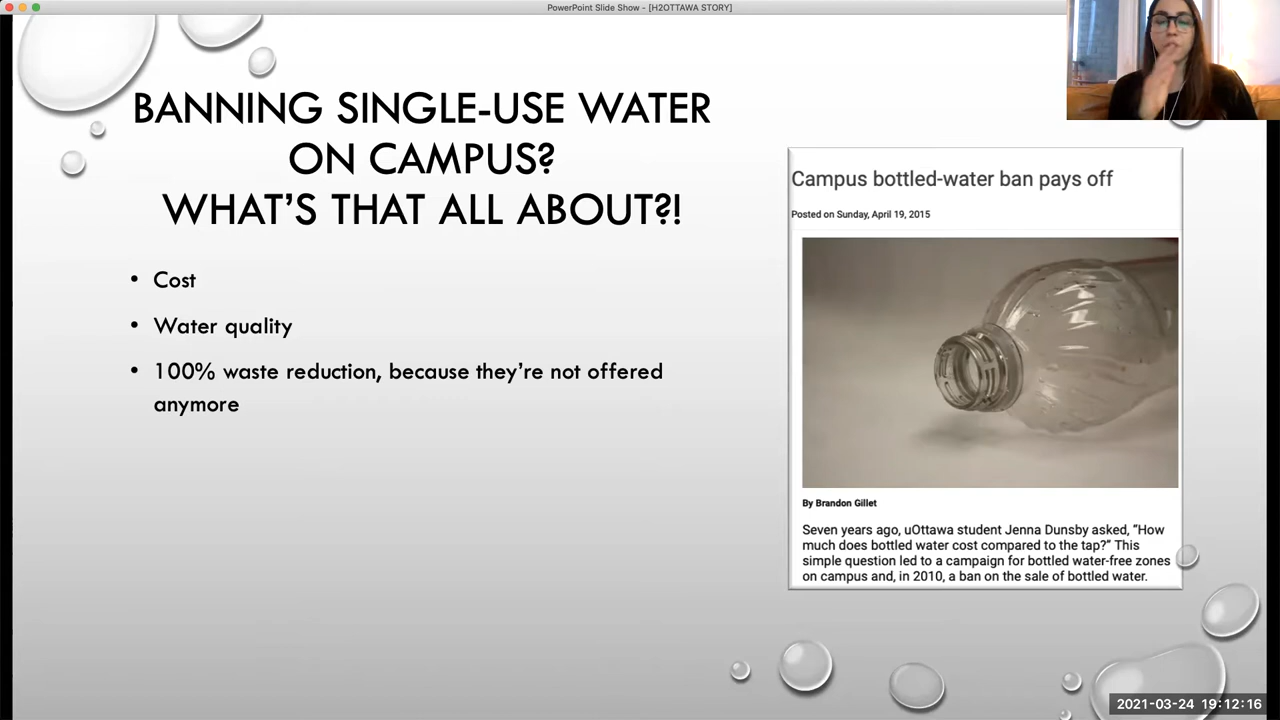 PowerPoint Slide Show - [H2OTTAWA STORY]
BANNING SINGLE-USE WATER
ON CAMPUS?
WHAT'S THAT ALL ABOUT?!
• Cost
• Water quality
• 100% waste reduction, because they're not offered
anymore
Campus bottled-water ban pays off
Posted on Sunday, April 19, 2015
By Brandon Gillet
Seven years ago, uOttawa student Jenna Dunsby asked, "How
much does bottled water cost compared to the tap?" This
simple question led to a campaign for bottled water-free zones
on campus and, in 2010, a ban on the sale of bottled water.
2021-03-24 19:12:16